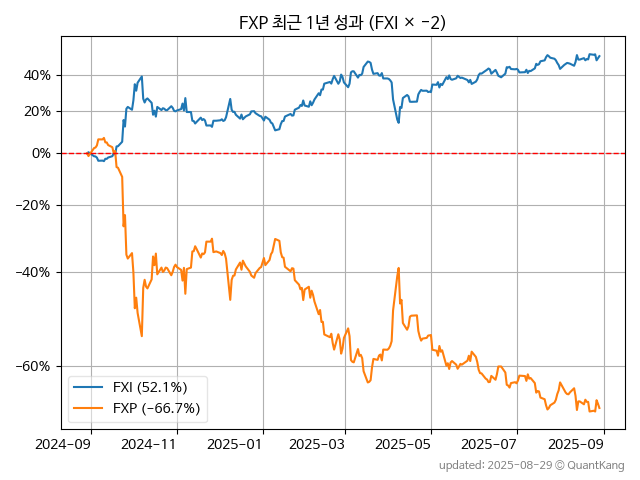 FXP 최근 1년 성과 (FXI × −2)
40%
20%
0%
−20%
−40%
−60%
FXI (52.1%)
FXP (−66.7%)
2024-09 2024-11 2025-01 2025-03 2025-05 2025-07 2025-09
updated: 2025-08-29 © QuantKang